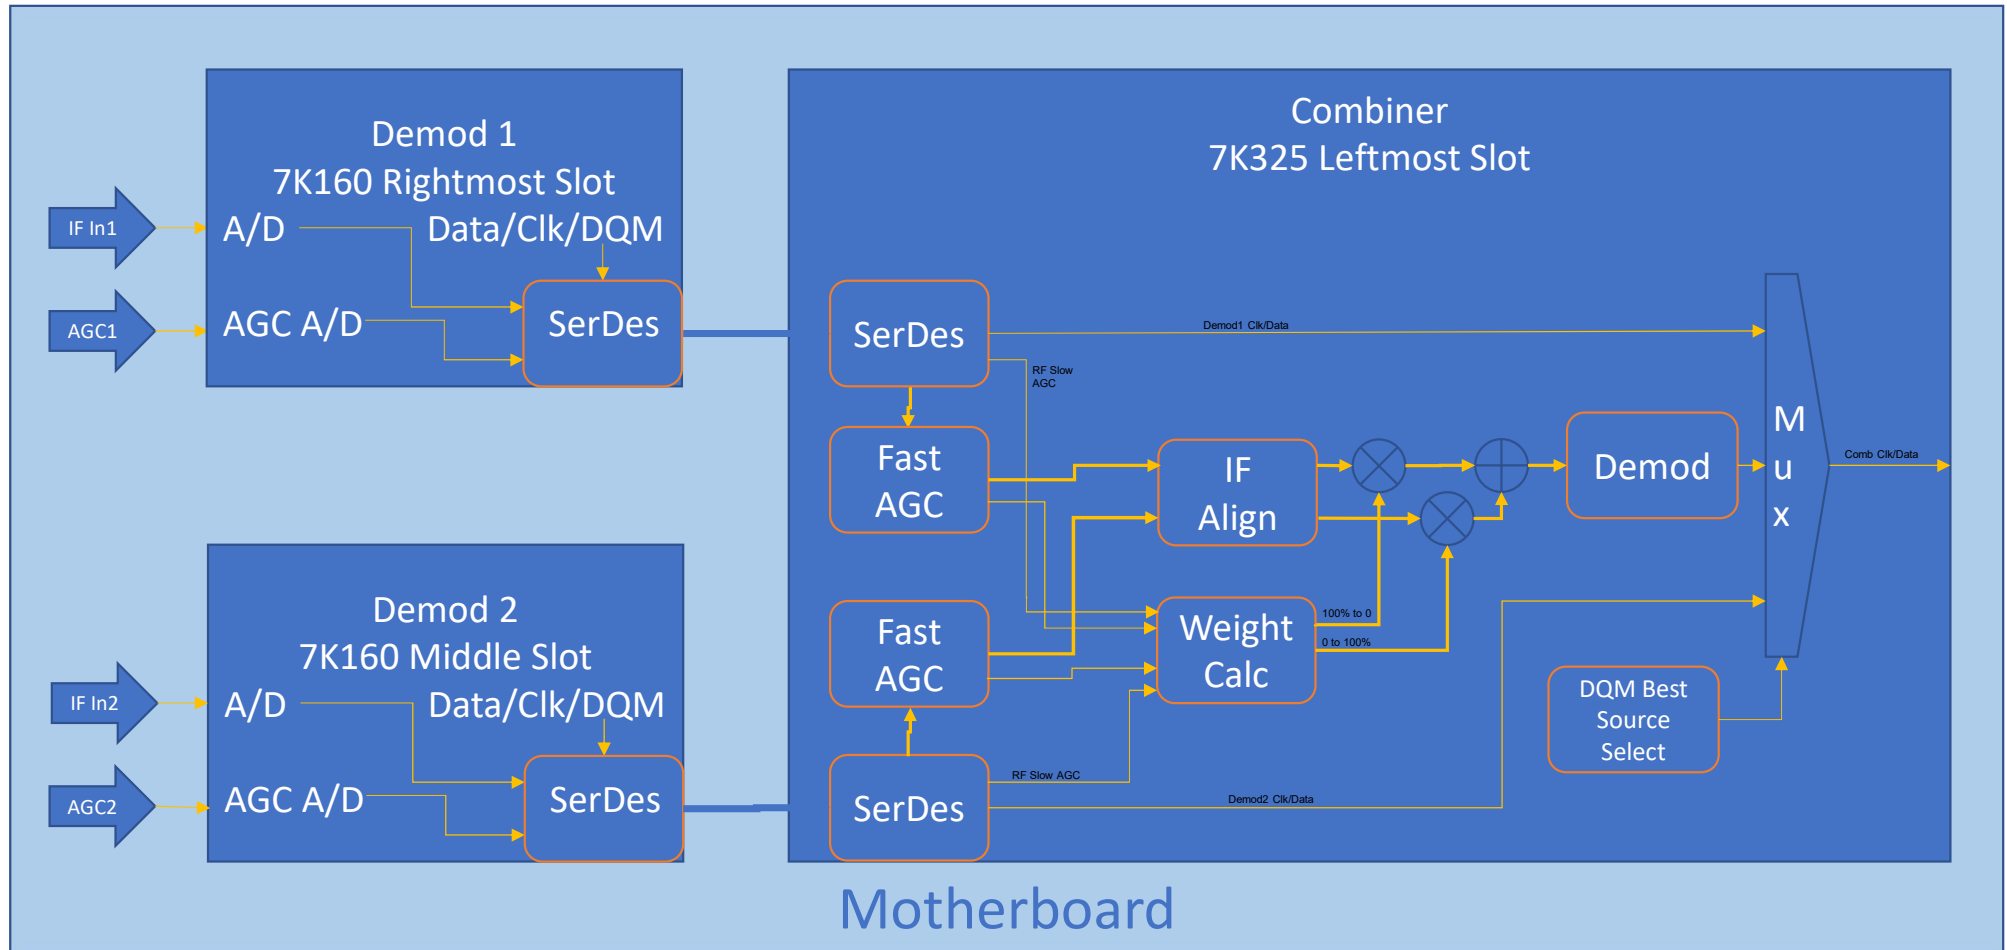 Demod 1
7K160 Rightmost Slot
IF In1
A/D
Data/Clk/DQM
AGC1
AGC A/D
SerDes
Demod 2
7K160 Middle Slot
IF In2
A/D
Data/Clk/DQM
AGC2
AGC A/D
SerDes
Combiner
7K325 Leftmost Slot
SerDes
Demod1 Clk/Data
RF Slow
AGC
Fast
AGC
IF
Align
Demod
M
u
x
Comb Clk/Data
Fast
AGC
Weight
Calc
100% to 0
0 to 100%
DQM Best
Source
Select
SerDes
RF Slow AGC
Demod2 Clk/Data
Motherboard